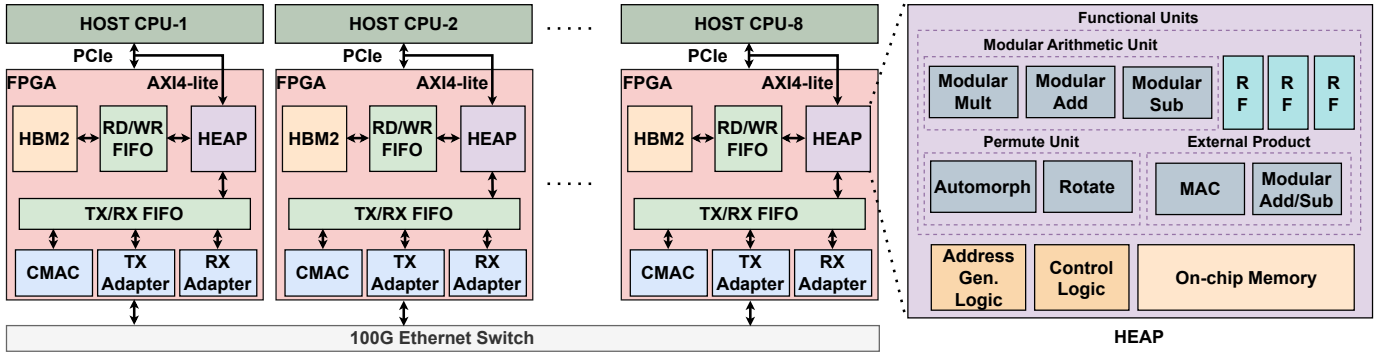 HOST CPU-1
PCIe
FPGA
AXI4-lite
HBM2
RD/WR
FIFO
HEAP
TX/RX FIFO
CMAC
TX
Adapter
RX
Adapter
HOST CPU-2
PCIe
FPGA
AXI4-lite
HBM2
RD/WR
FIFO
HEAP
TX/RX FIFO
CMAC
TX
Adapter
RX
Adapter
.....
.....
HOST CPU-8
PCIe
FPGA
AXI4-lite
HBM2
RD/WR
FIFO
HEAP
TX/RX FIFO
CMAC
TX
Adapter
RX
Adapter
100G Ethernet Switch
Functional Units
Modular Arithmetic Unit
Modular
Mult
Modular
Add
Modular
Sub
R
F
R
F
R
F
Permute Unit
Automorph
Rotate
External Product
MAC
Modular
Add/Sub
Address
Gen.
Logic
Control
Logic
On-chip Memory
HEAP